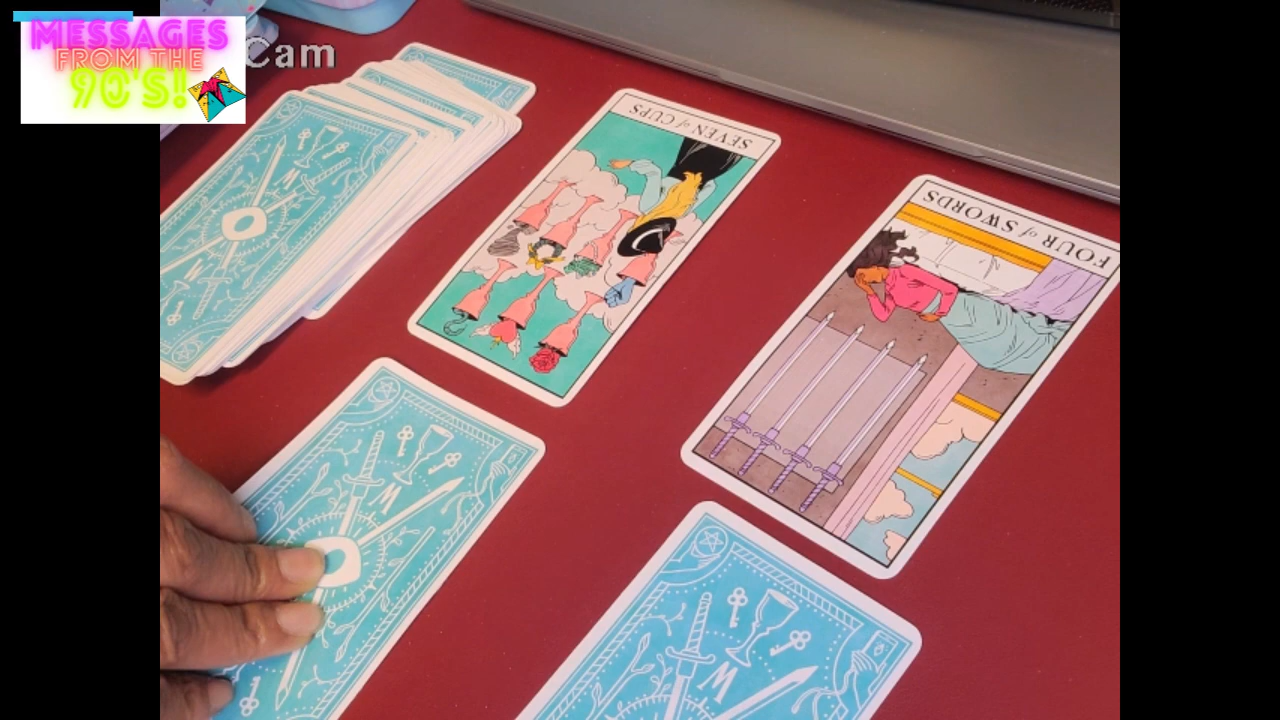 MESSAGES
FROM THE
90'S!
Cam
SEVEN of CUPS
FOUR of SWORDS
M
M
M